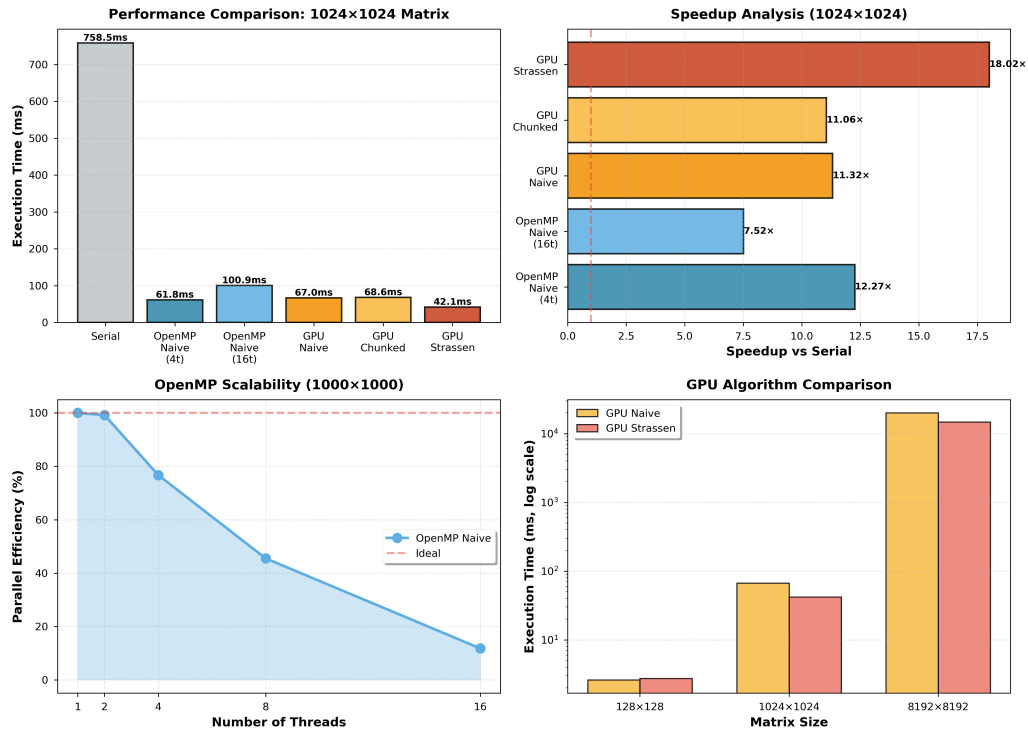 Performance Comparison: 1024×1024 Matrix
Execution Time (ms)
700
600
500
400
300
200
100
0
758.5ms
61.8ms
100.9ms
67.0ms
68.6ms
42.1ms
Serial
OpenMP
Naive
(4t)
OpenMP
Naive
(16t)
GPU
Naive
GPU
Chunked
GPU
Strassen
Speedup Analysis (1024×1024)
GPU
Strassen
18.02×
GPU
Chunked
11.06×
GPU
Naive
11.32×
OpenMP
Naive
(16t)
7.52×
OpenMP
Naive
(4t)
12.27×
0.0 2.5 5.0 7.5 10.0 12.5 15.0 17.5
Speedup vs Serial
OpenMP Scalability (1000×1000)
Parallel Efficiency (%)
100
80
60
40
20
0
OpenMP Naive
Ideal
1 2 4 8 16
Number of Threads
GPU Algorithm Comparison
Execution Time (ms, log scale)
10⁴
10³
10²
10¹
GPU Naive
GPU Strassen
128×128 1024×1024 8192×8192
Matrix Size